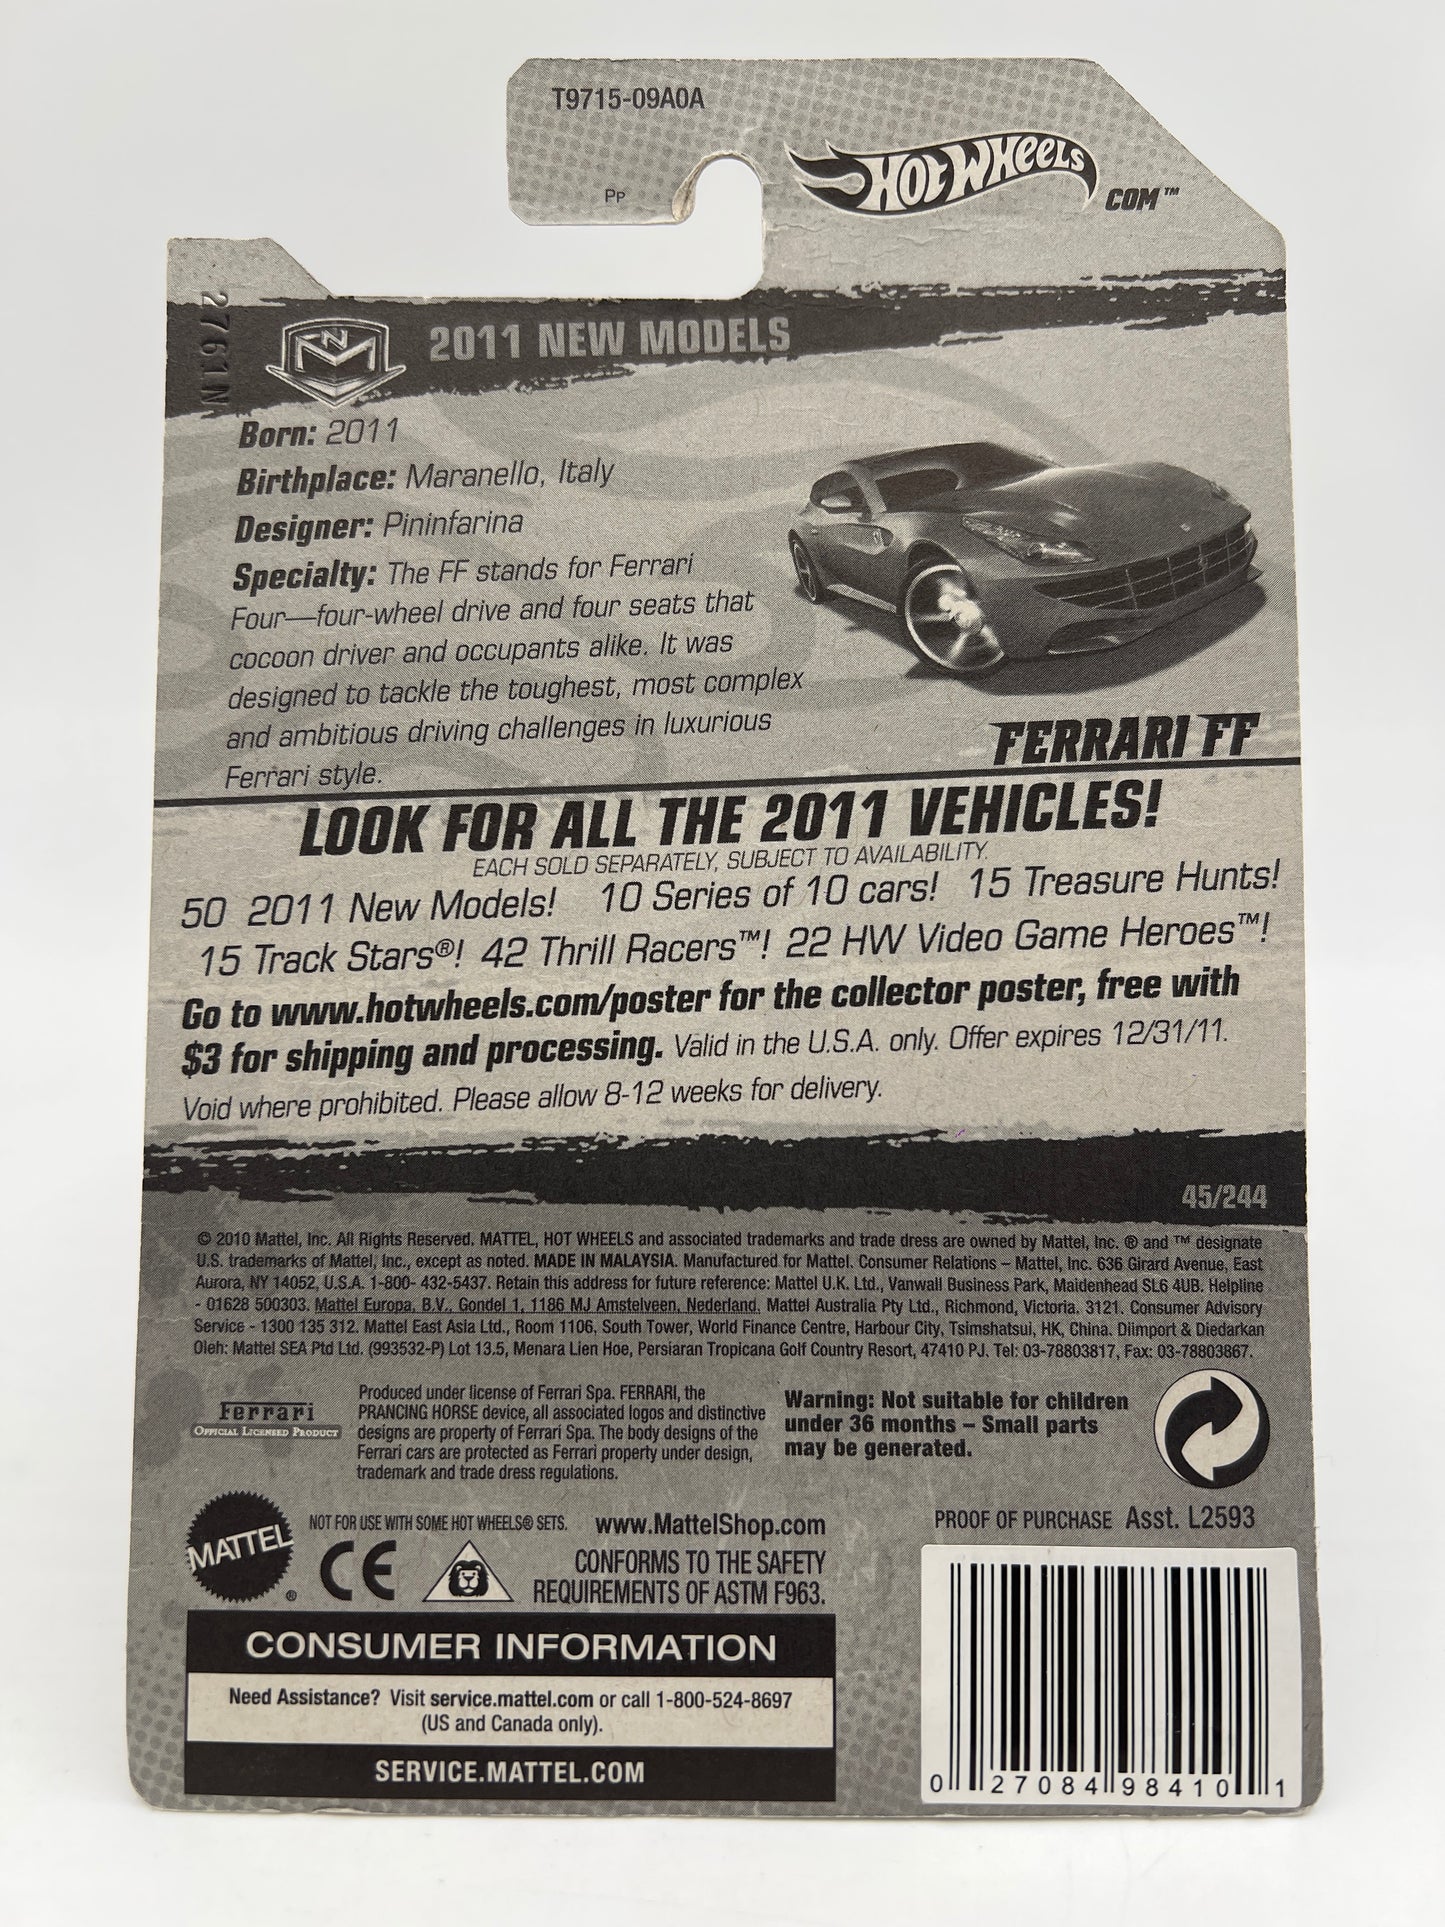 T9715-09A0A
PP
HOT WHEELS
COM™
2761N
NM
2011 NEW MODELS
Born: 2011
Birthplace: Maranello, Italy
Designer: Pininfarina
Specialty: The FF stands for Ferrari
Four—four-wheel drive and four seats that
cocoon driver and occupants alike. It was
designed to tackle the toughest, most complex
and ambitious driving challenges in luxurious
Ferrari style.
FERRARI FF
LOOK FOR ALL THE 2011 VEHICLES!
EACH SOLD SEPARATELY, SUBJECT TO AVAILABILITY.
50 2011 New Models! 10 Series of 10 cars! 15 Treasure Hunts!
15 Track Stars®! 42 Thrill Racers™! 22 HW Video Game Heroes™!
Go to www.hotwheels.com/poster for the collector poster, free with
$3 for shipping and processing. Valid in the U.S.A. only. Offer expires 12/31/11.
Void where prohibited. Please allow 8-12 weeks for delivery.
45/244
© 2010 Mattel, Inc. All Rights Reserved. MATTEL, HOT WHEELS and associated trademarks and trade dress are owned by Mattel, Inc. ® and ™ designate
U.S. trademarks of Mattel, Inc., except as noted. MADE IN MALAYSIA. Manufactured for Mattel. Consumer Relations – Mattel, Inc. 636 Girard Avenue, East
Aurora, NY 14052, U.S.A. 1-800- 432-5437. Retain this address for future reference: Mattel U.K. Ltd., Vanwall Business Park, Maidenhead SL6 4UB. Helpline
- 01628 500303. Mattel Europa, B.V., Gondel 1, 1186 MJ Amstelveen, Nederland. Mattel Australia Pty Ltd., Richmond, Victoria. 3121. Consumer Advisory
Service - 1300 135 312. Mattel East Asia Ltd., Room 1106, South Tower, World Finance Centre, Harbour City, Tsimshatsui, HK, China. Diimport & Diedarkan
Oleh: Mattel SEA Ptd Ltd. (993532-P) Lot 13.5, Menara Lien Hoe, Persiaran Tropicana Golf Country Resort, 47410 PJ. Tel: 03-78803817, Fax: 03-78803867.
Ferrari
OFFICIAL LICENSED PRODUCT
Produced under license of Ferrari Spa. FERRARI, the
PRANCING HORSE device, all associated logos and distinctive
designs are property of Ferrari Spa. The body designs of the
Ferrari cars are protected as Ferrari property under design,
trademark and trade dress regulations.
Warning: Not suitable for children
under 36 months – Small parts
may be generated.
MATTEL®
NOT FOR USE WITH SOME HOT WHEELS® SETS. www.MattelShop.com
CE
CONFORMS TO THE SAFETY
REQUIREMENTS OF ASTM F963.
PROOF OF PURCHASE Asst. L2593
CONSUMER INFORMATION
Need Assistance? Visit service.mattel.com or call 1-800-524-8697
(US and Canada only).
SERVICE.MATTEL.COM
0 27084 98410 1